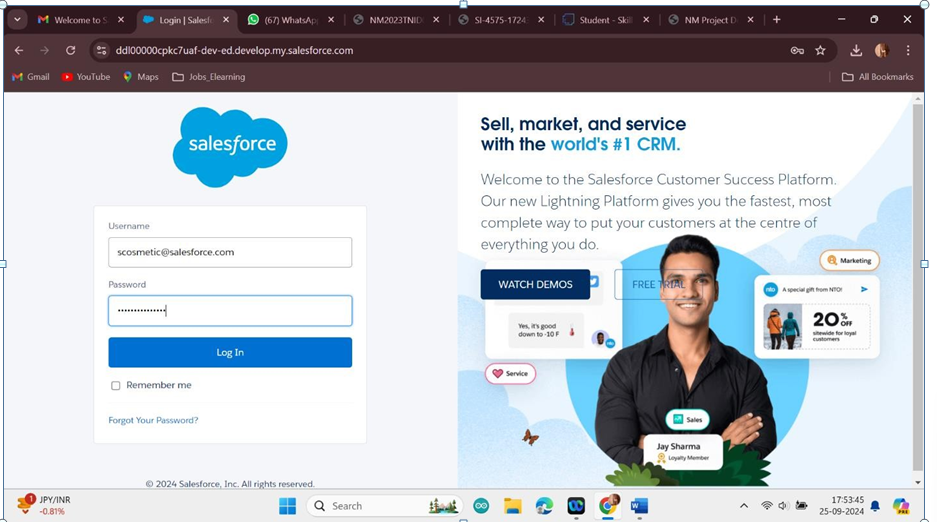 Welcome to S
Login | Salesf
(67) WhatsAp
NM2023TNID
SI-4575-1724
Student - Skil
NM Project D
ddl00000cpkc7uaf-dev-ed.develop.my.salesforce.com
Gmail
YouTube
Maps
Jobs_Elearning
All Bookmarks
salesforce
Username
scosmetic@salesforce.com
Password
Log In
Remember me
Forgot Your Password?
© 2024 Salesforce, Inc. All rights reserved.
Sell, market, and service
with the world's #1 CRM.
Welcome to the Salesforce Customer Success Platform.
Our new Lightning Platform gives you the fastest, most
complete way to put your customers at the centre of
everything you do.
WATCH DEMOS
FREE TRIAL
Marketing
nto
A special gift from NTO!
20% OFF
sitewide for loyal
customers
Yes, it's good
down to -10 F
nto
Service
Sales
Jay Sharma
Loyalty Member
1
JPY/INR
-0.81%
Search
17:53:45
25-09-2024
PRE